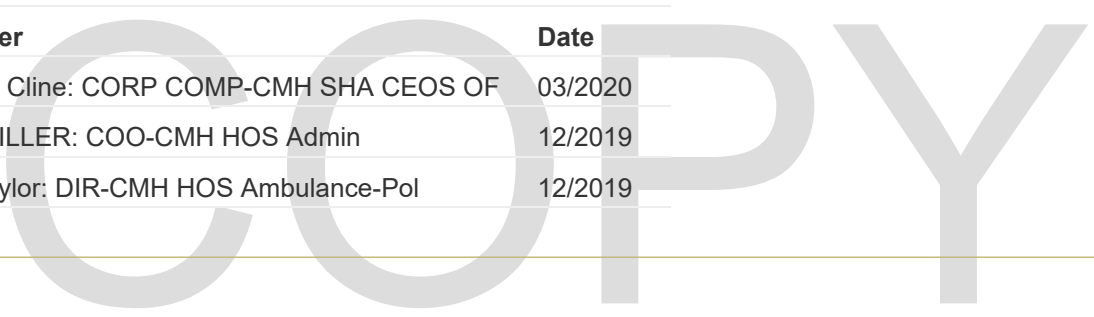 er Date
Cline: CORP COMP-CMH SHA CEOS OF 03/2020
ILLER: COO-CMH HOS Admin 12/2019
ylor: DIR-CMH HOS Ambulance-Pol 12/2019
COPY